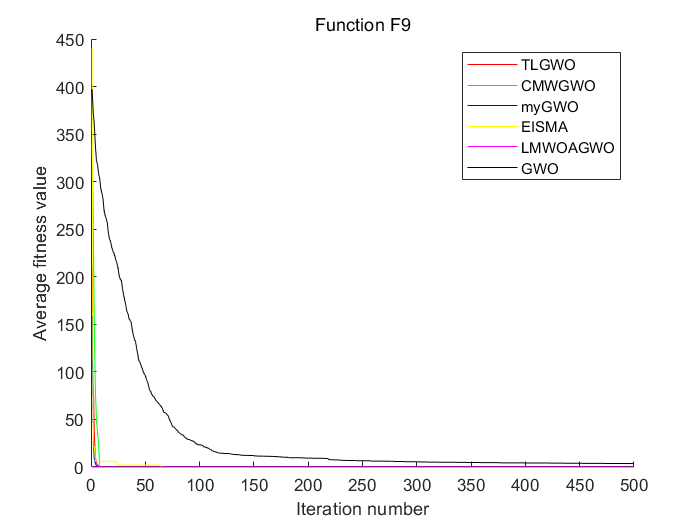 Function F9
450
400
350
300
250
200
150
100
50
0
Average fitness value
TLGWO
CMWGWO
myGWO
EISMA
LMWOAGWO
GWO
0 50 100 150 200 250 300 350 400 450 500
Iteration number